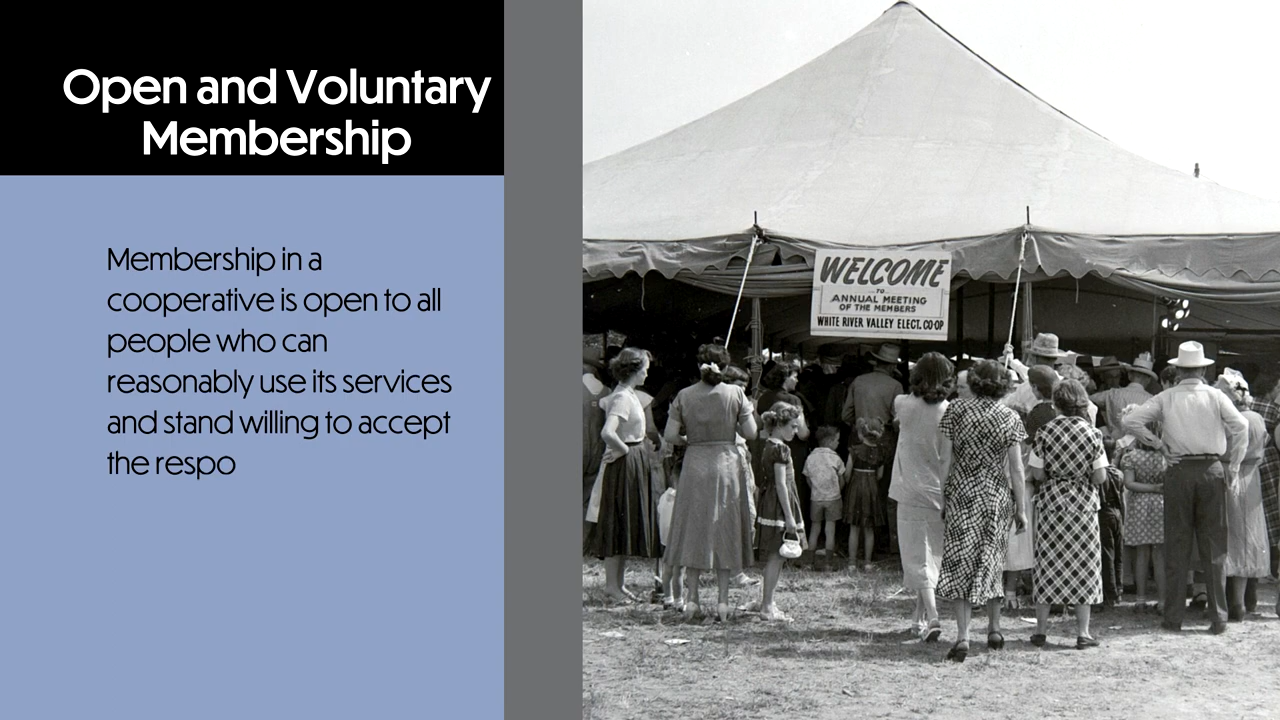 Open and Voluntary
Membership
Membership in a
cooperative is open to all
people who can
reasonably use its services
and stand willing to accept
the respo
WELCOME
TO
ANNUAL MEETING
OF THE MEMBERS
WHITE RIVER VALLEY ELECT. CO-OP